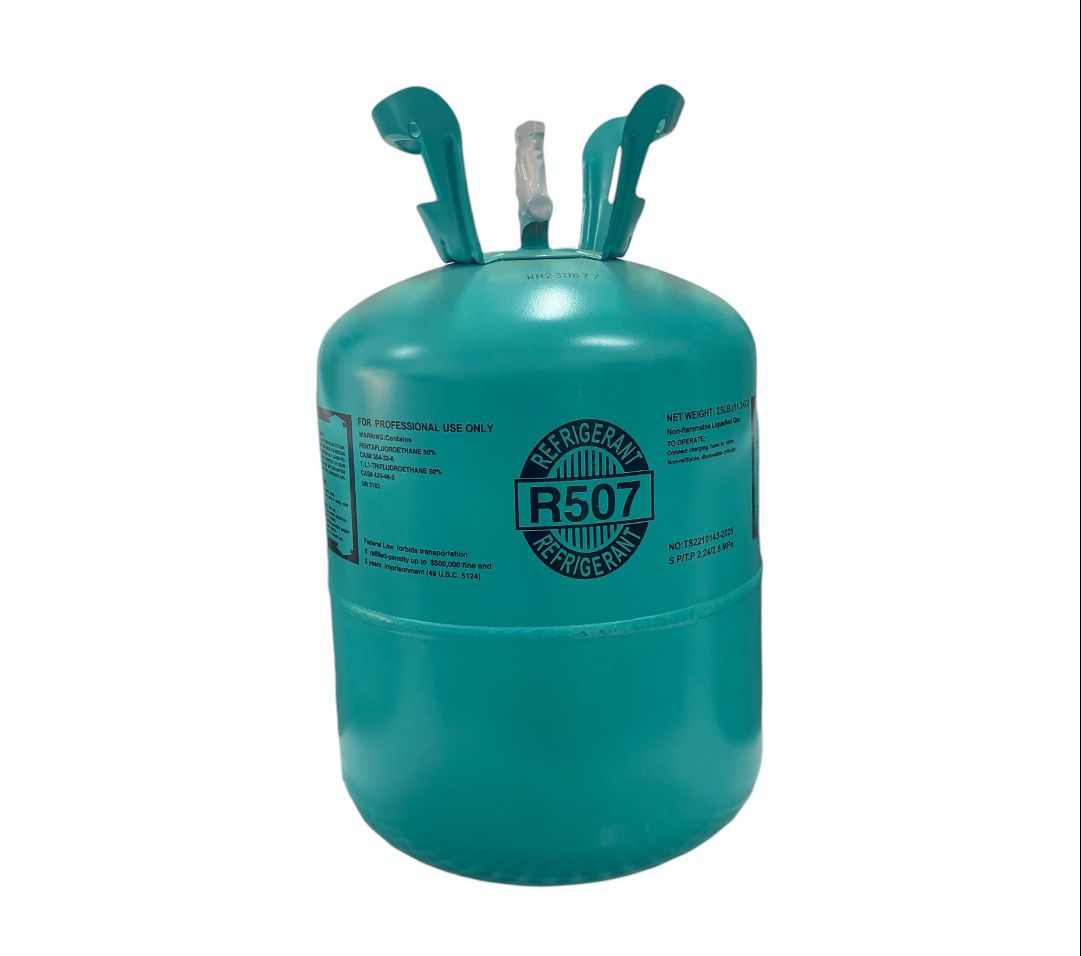 WH230677
FOR PROFESSIONAL USE ONLY
WARNING:Contains
PENTAFLUOROETHANE 50%
CAS# 354-33-6
1,1,1-TRIFLUOROETHANE 50%
CAS# 420-46-2
UN 3163
Federal Law forbids transportation
if refilled-penalty up to $500,000 fine and
5 years imprisonment (49 U.S.C. 5124)
REFRIGERANT
R507
REFRIGERANT
NET WEIGHT: 25LB.(11.3KG)
Non-flammable Liquefied Gas
TO OPERATE:
Connect charging hose to valve
Non-refillable, disposable cylinder
NO:TS2210143-2025
S.P/T.P 2.24/2.8 MPa